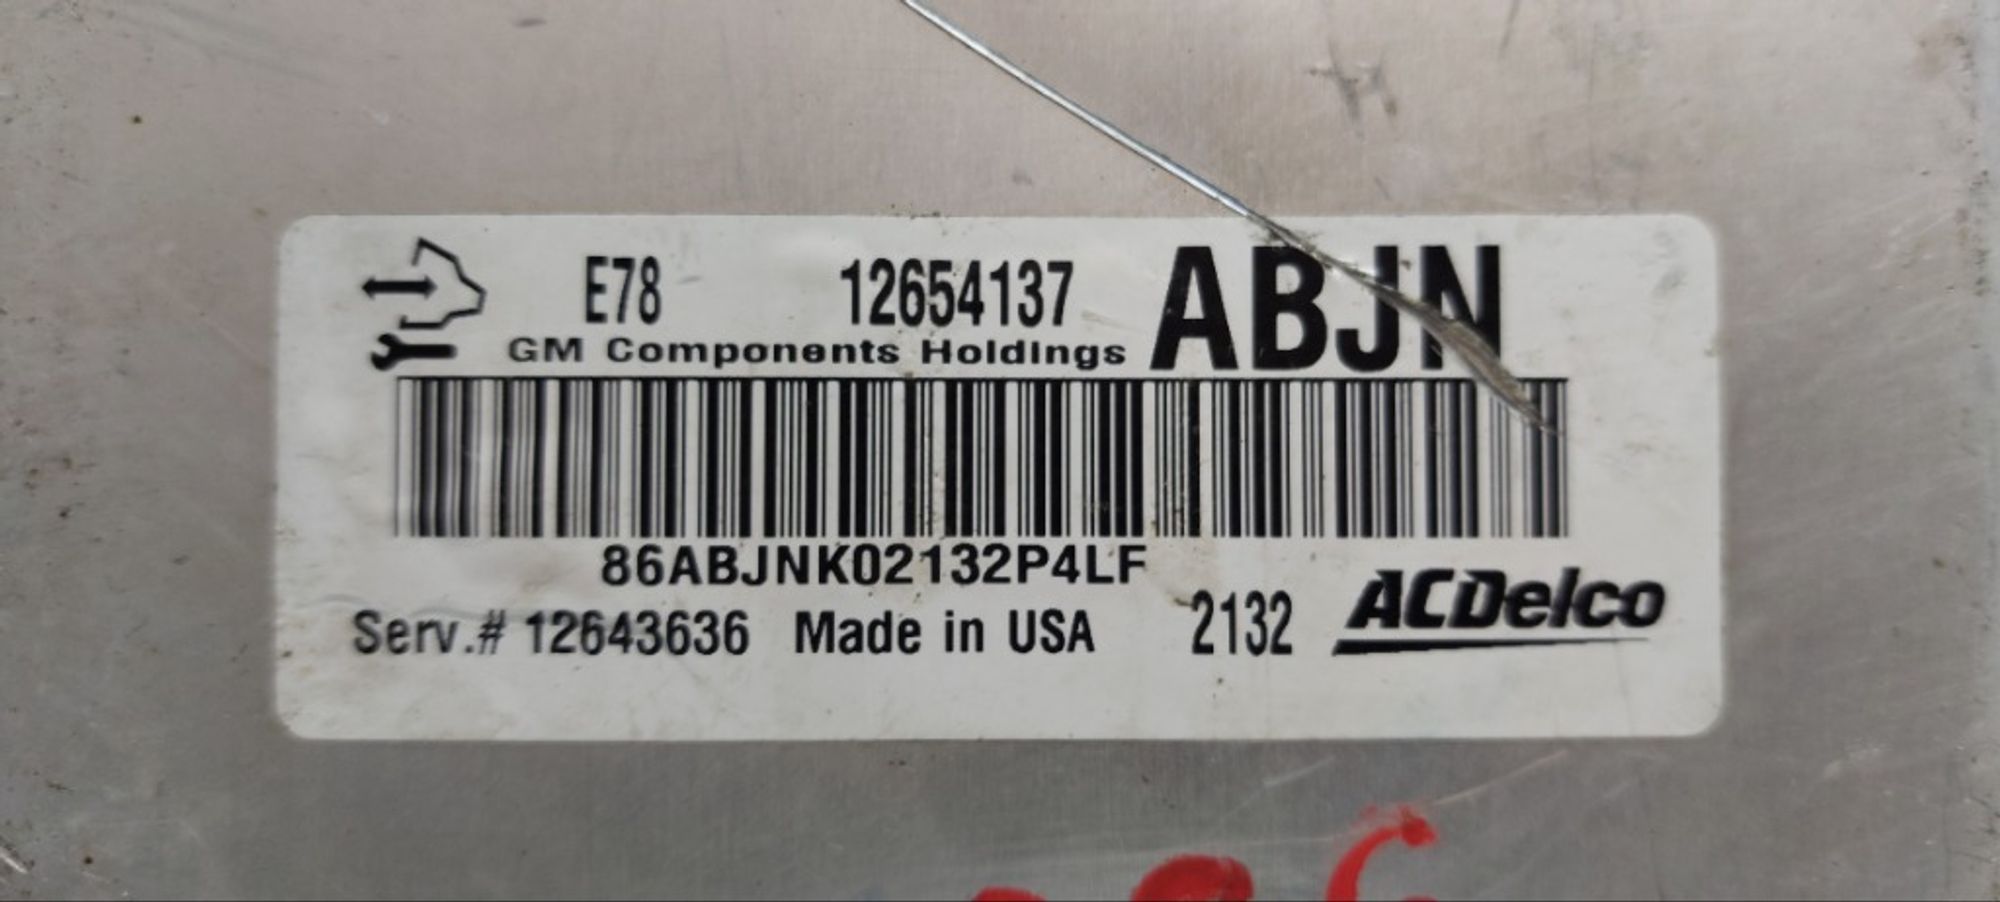 E78 12654137 ABJN
GM Components Holdings
86ABJNK02132P4LF
Serv.# 12643636 Made in USA 2132 ACDelco